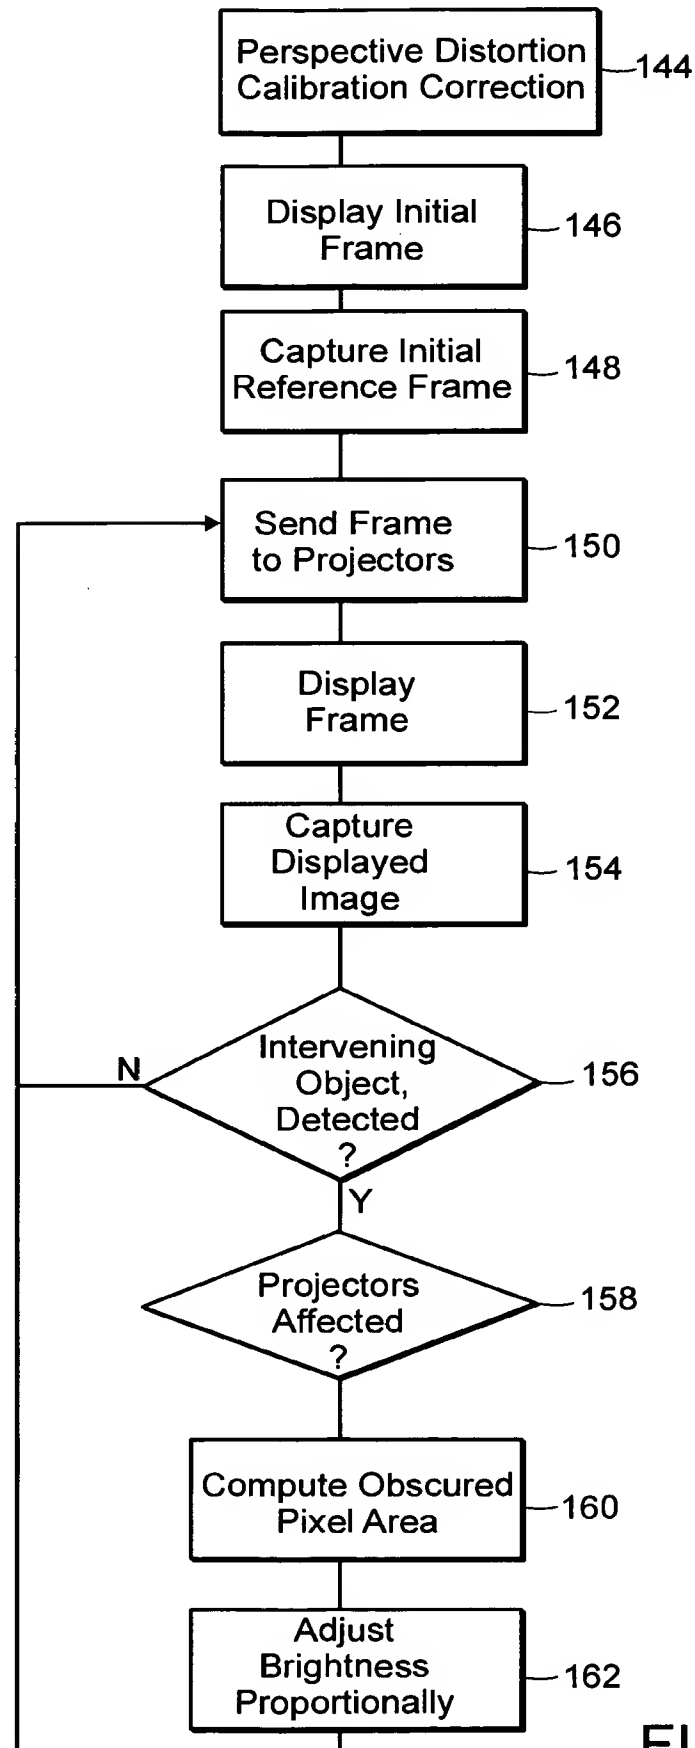 Perspective Distortion
Calibration Correction
144
Display Initial
Frame
146
Capture Initial
Reference Frame
148
Send Frame
to Projectors
150
Display
Frame
152
Capture
Displayed
Image
154
Intervening
Object,
Detected
?
156
N
Y
Projectors
Affected
?
158
Compute Obscured
Pixel Area
160
Adjust
Brightness
Proportionally
162